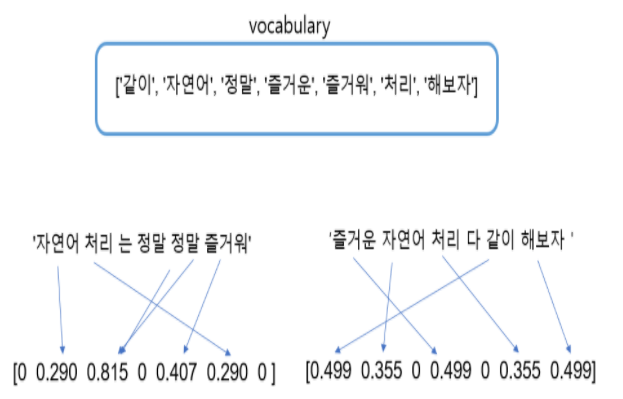 vocabulary
['같이', '자연어', '정말', '즐거운', '즐거워', '처리', '해보자']
'자연어 처리 는 정말 정말 즐거워'
'즐거운 자연어 처리 다 같이 해보자 '
[0 0.290 0.815 0 0.407 0.290 0 ]
[0.499 0.355 0 0.499 0 0.355 0.499]